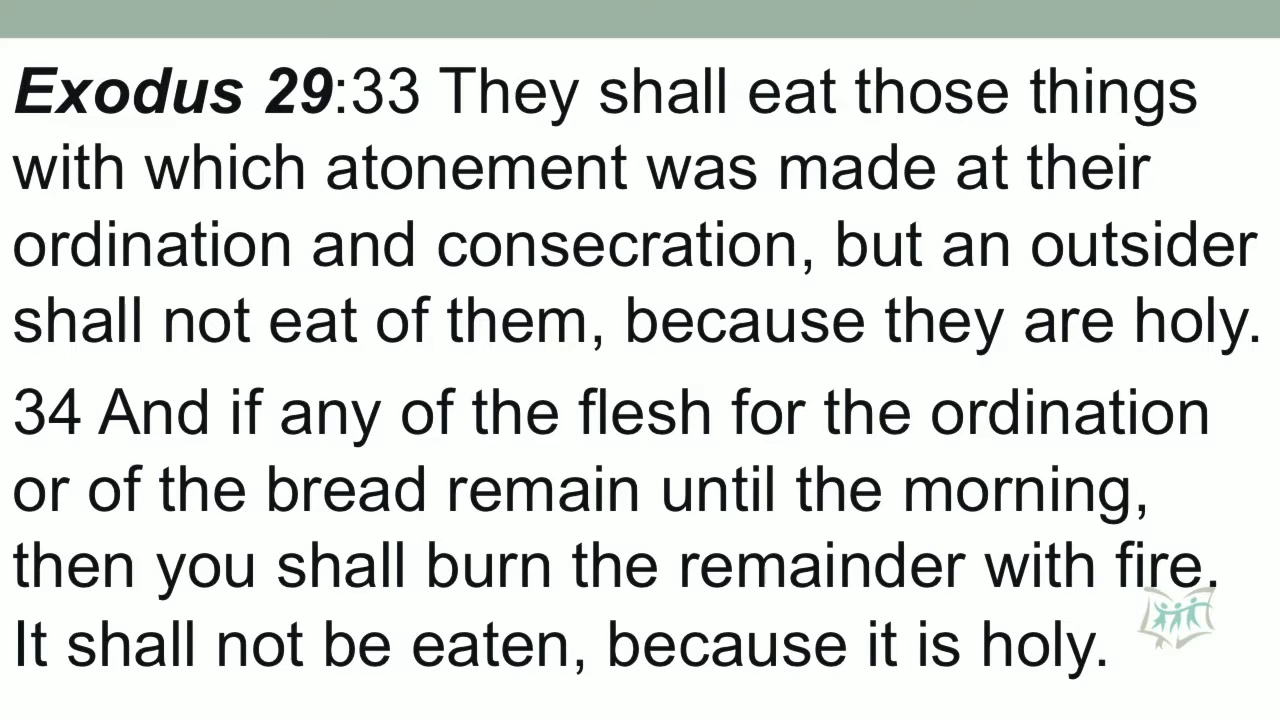 Exodus 29:33 They shall eat those things
with which atonement was made at their
ordination and consecration, but an outsider
shall not eat of them, because they are holy.
34 And if any of the flesh for the ordination
or of the bread remain until the morning,
then you shall burn the remainder with fire.
It shall not be eaten, because it is holy.